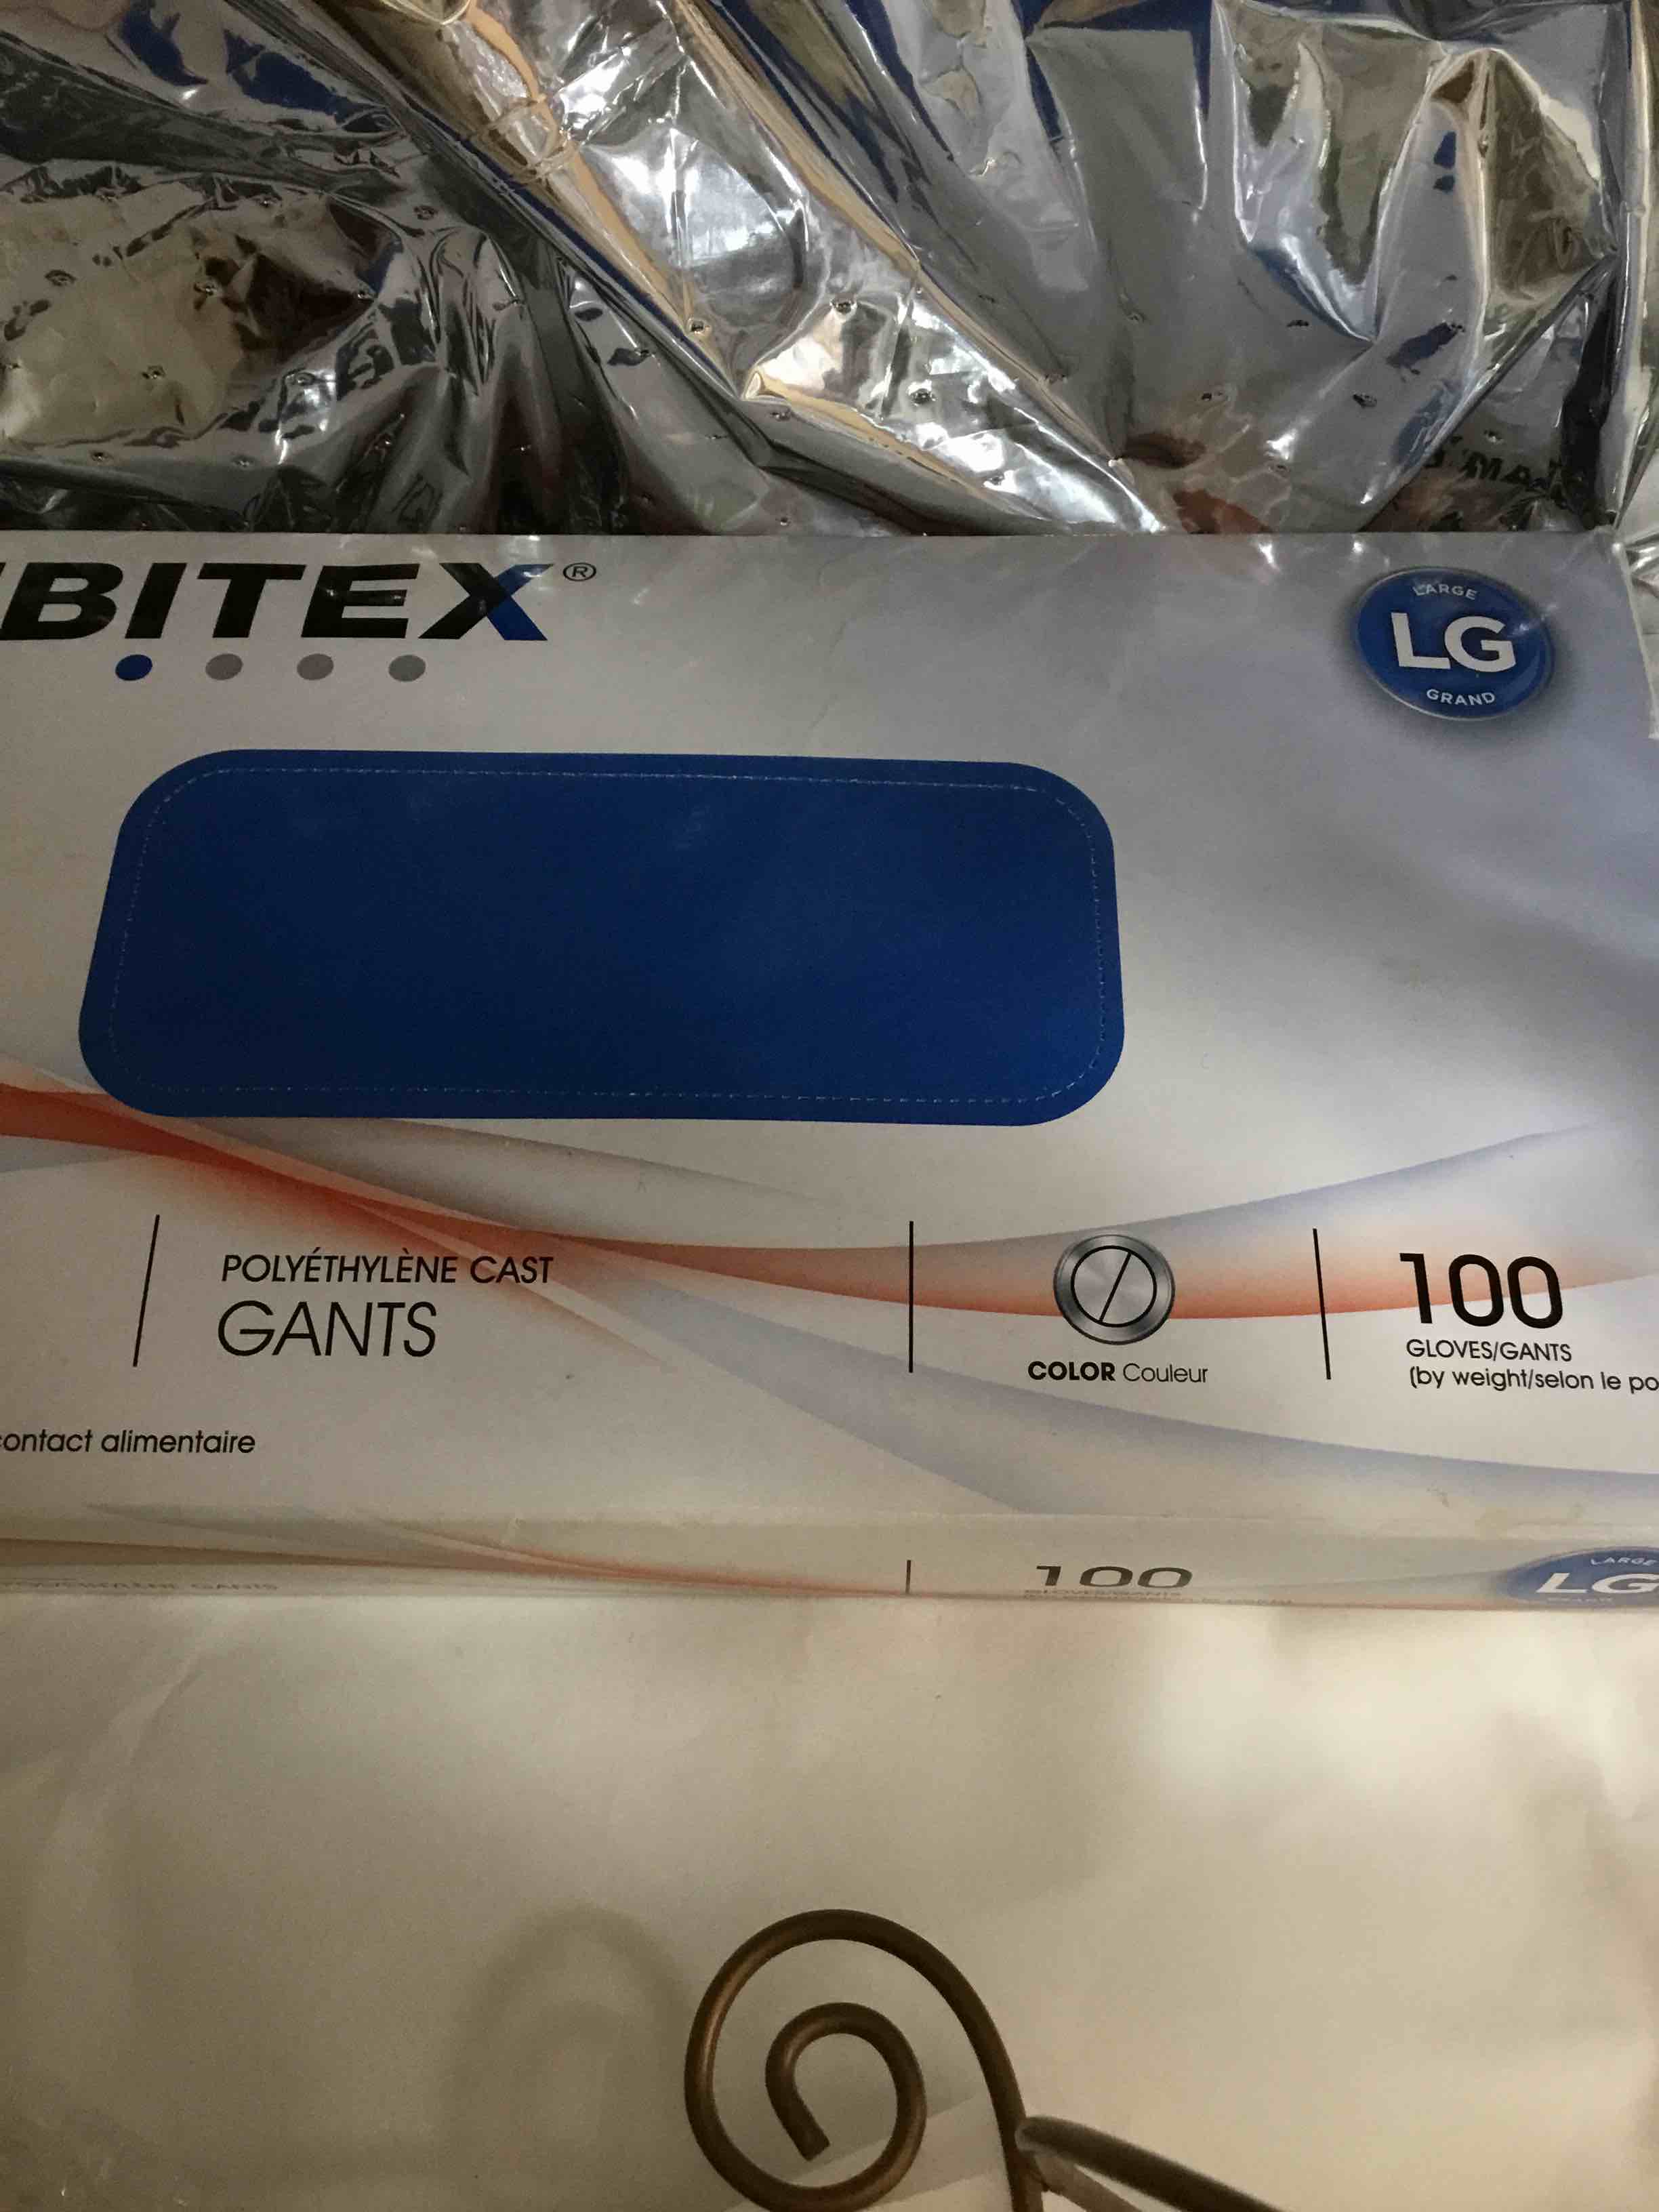 BITEX®
LARGE
LG
GRAND
POLYÉTHYLÈNE CAST
GANTS
COLOR Couleur
100
GLOVES/GANTS
(by weight/selon le po
contact alimentaire
100
LARGE
LG